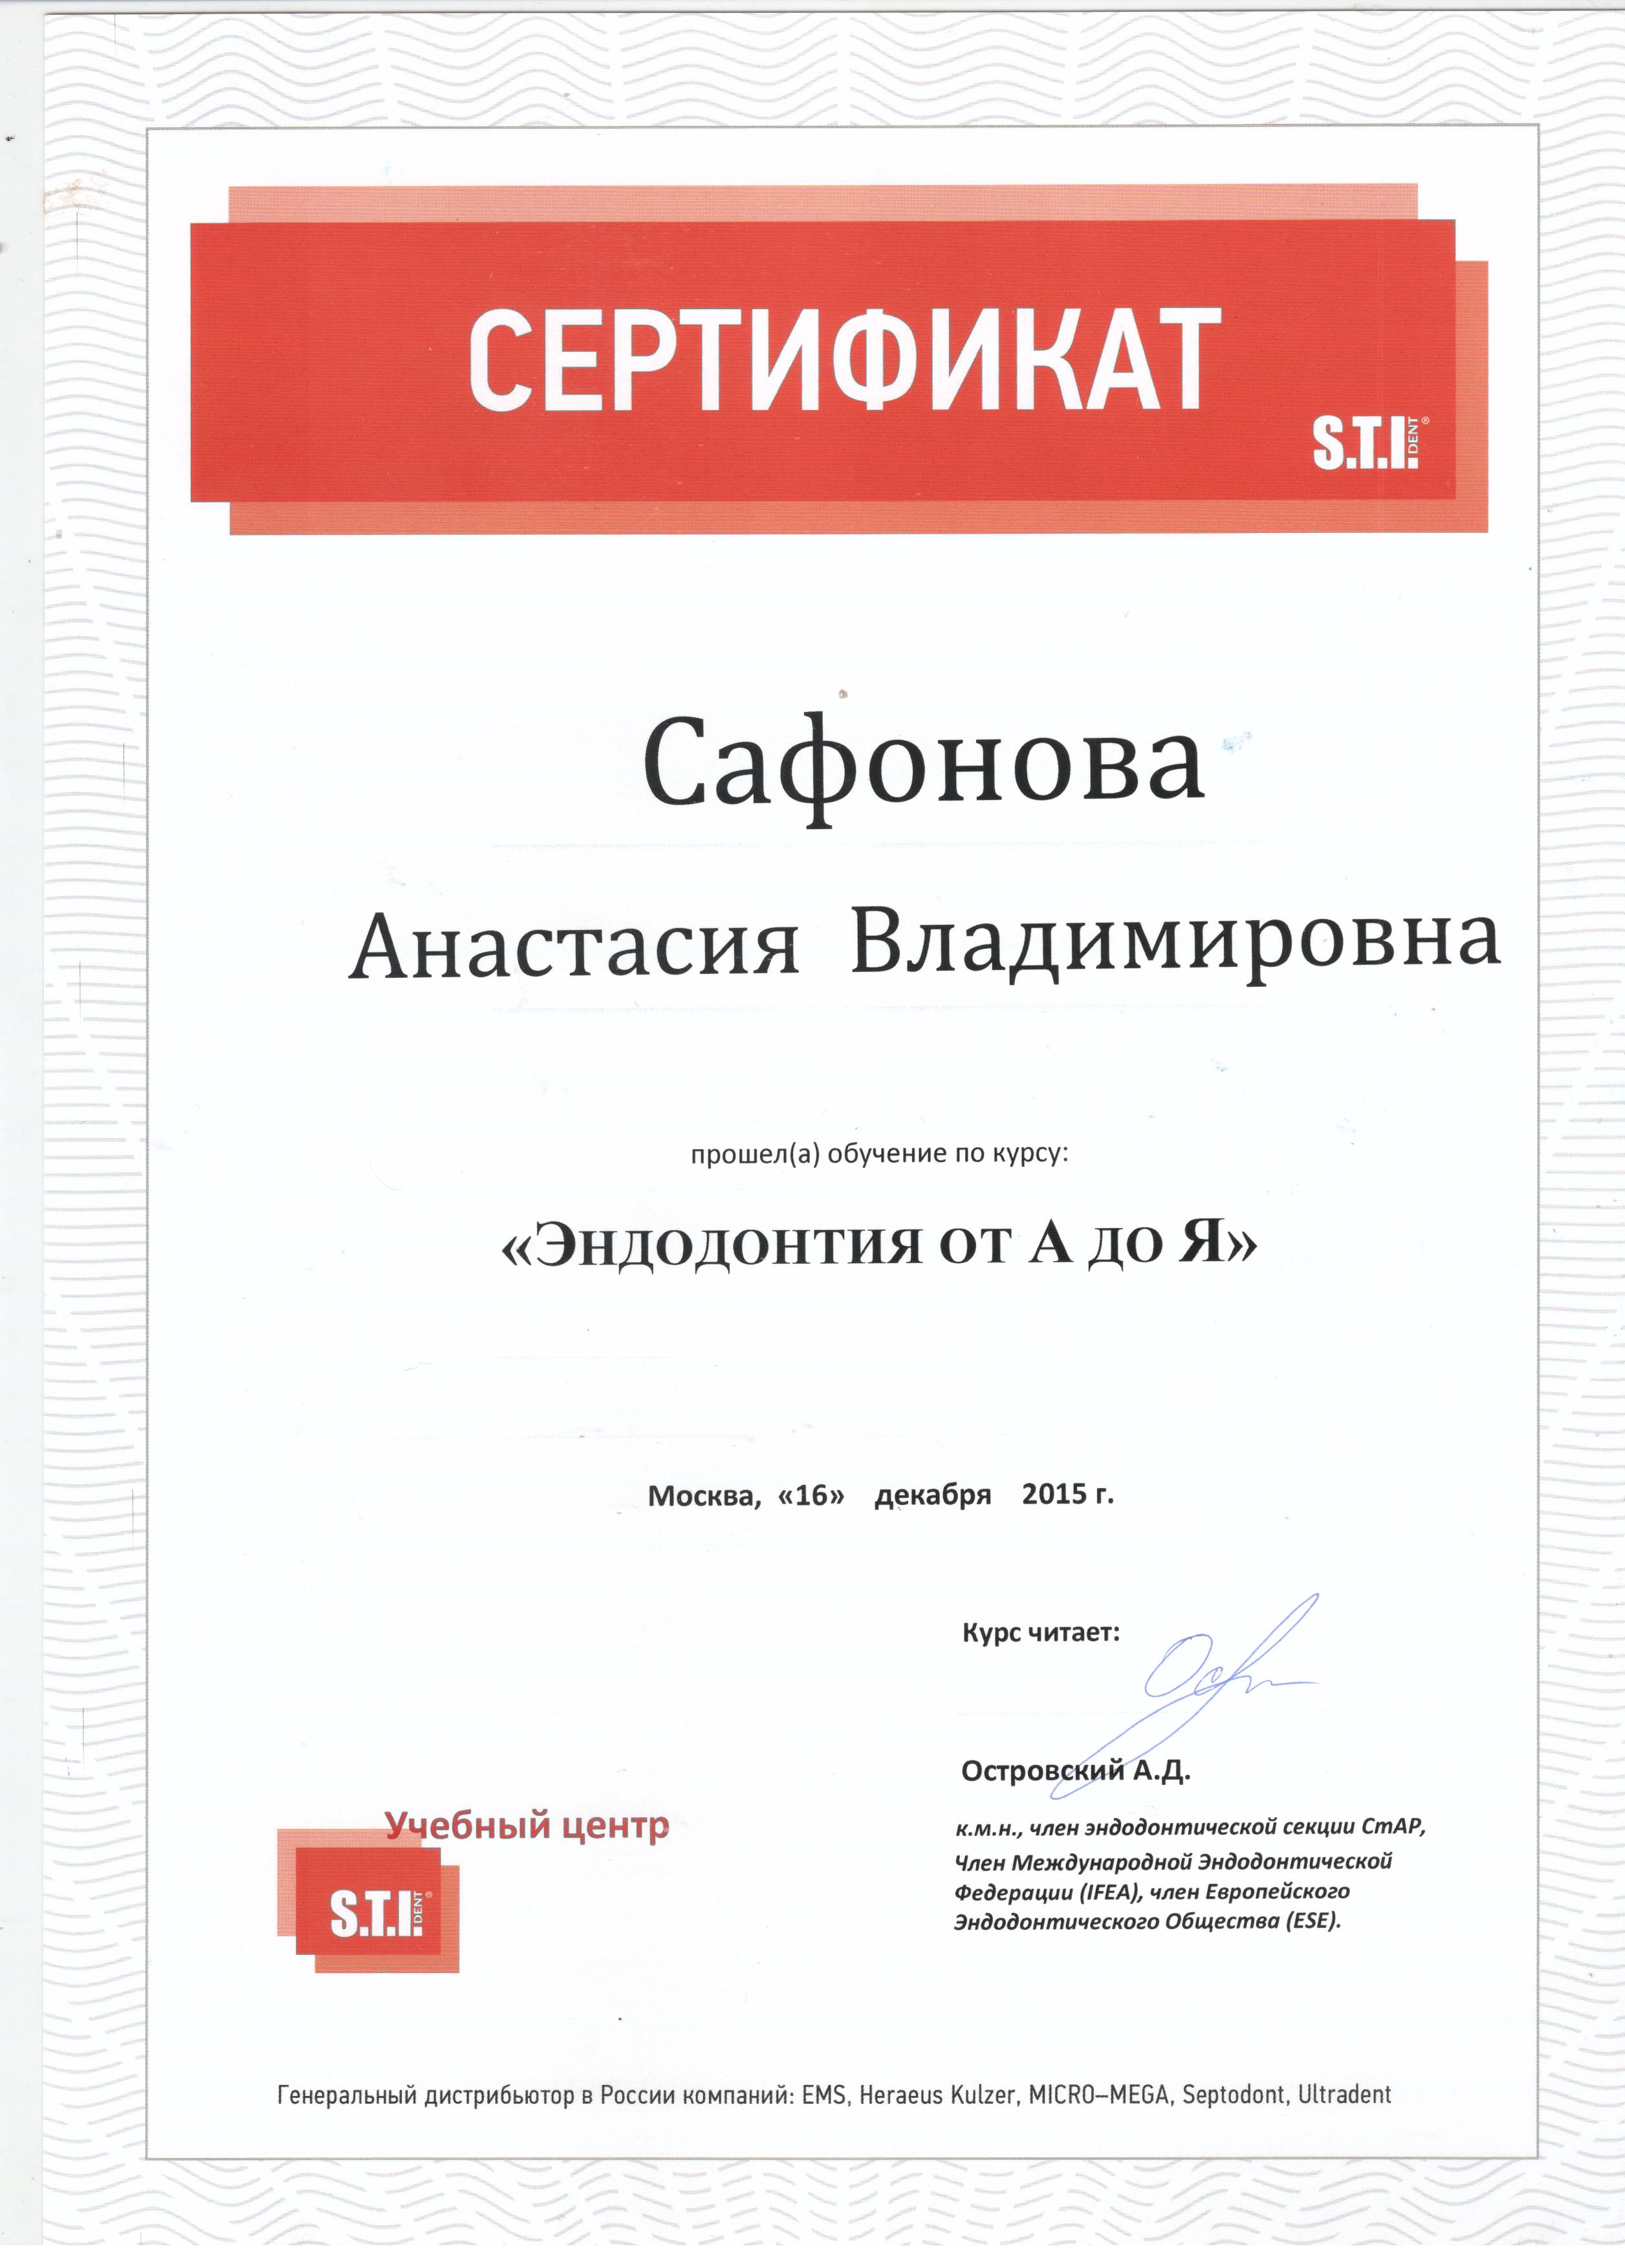 СЕРТИФИКАТ
S.T.I.DENT®
Сафонова
Анастасия Владимировна
прошел(а) обучение по курсу:
«Эндодонтия от А до Я»
Москва, «16» декабря 2015 г.
Курс читает:
Островский А.Д.
к.м.н., член эндодонтической секции СтАР,
Член Международной Эндодонтической
Федерации (IFEA), член Европейского
Эндодонтического Общества (ESE).
Учебный центр
S.T.I.DENT®
Генеральный дистрибьютор в России компаний: EMS, Heraeus Kulzer, MICRO–MEGA, Septodont, Ultradent